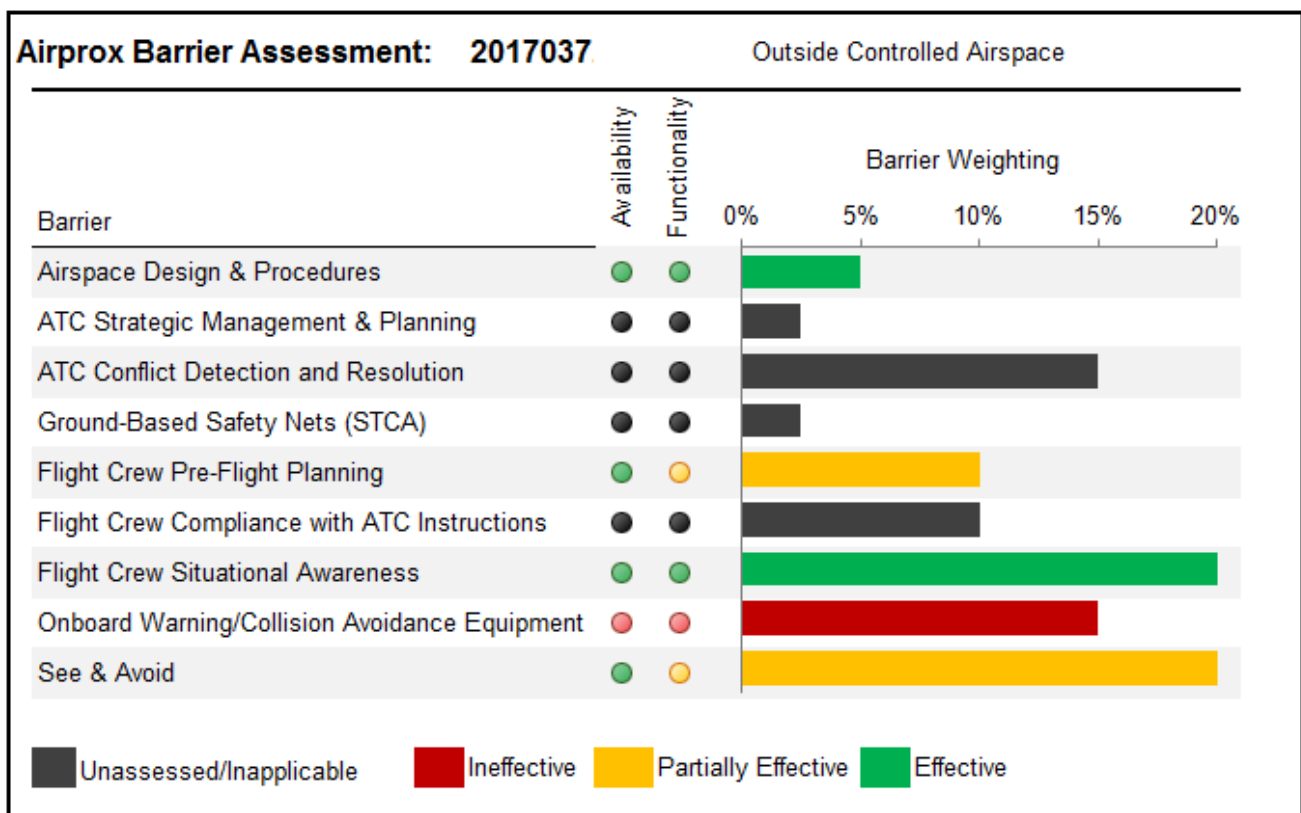 Airprox Barrier Assessment: 2017037. Outside Controlled Airspace
Availability
Functionality
Barrier Weighting
Barrier
0% 5% 10% 15% 20%
Airspace Design & Procedures
ATC Strategic Management & Planning
ATC Conflict Detection and Resolution
Ground-Based Safety Nets (STCA)
Flight Crew Pre-Flight Planning
Flight Crew Compliance with ATC Instructions
Flight Crew Situational Awareness
Onboard Warning/Collision Avoidance Equipment
See & Avoid
Unassessed/Inapplicable Ineffective Partially Effective Effective